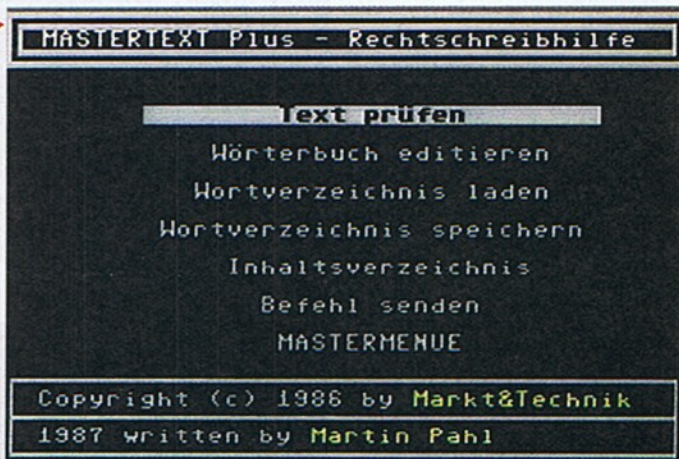 MASTERTEXT Plus - Rechtschreibhilfe
Text prüfen
Wörterbuch editieren
Wortverzeichnis laden
Wortverzeichnis speichern
Inhaltsverzeichnis
Befehl senden
MASTERMENUE
Copyright (c) 1986 by Markt&Technik
1987 written by Martin Pahl